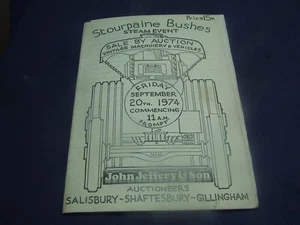 Price 15p
Stourpaine Bushes
STEAM EVENT
SALE BY AUCTION
VINTAGE MACHINERY & VEHICLES
FRIDAY
SEPTEMBER
20TH. 1974
COMMENCING
11 A.M.
PROMPT
John Jeffery & Son
AUCTIONEERS
SALISBURY - SHAFTESBURY - GILLINGHAM